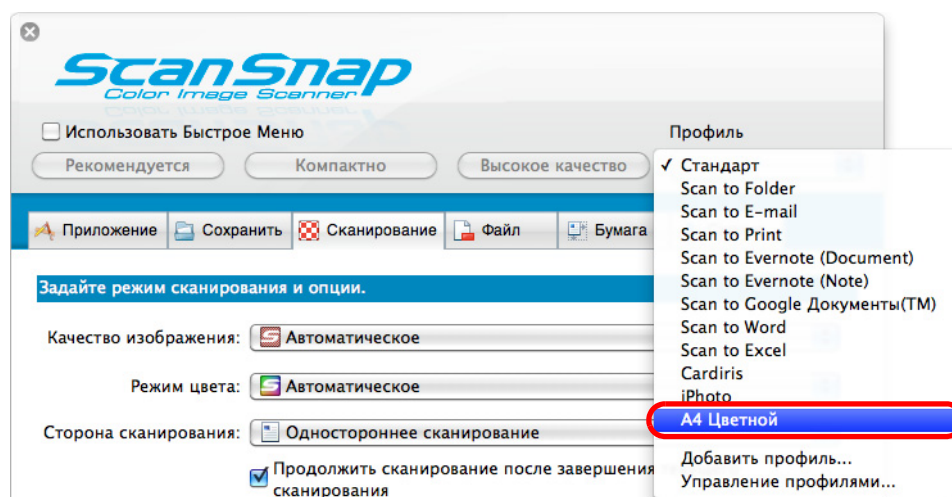 ScanSnap
Color Image Scanner
Использовать Быстрое Меню
Профиль
Рекомендуется
Компактно
Высокое качество
✓ Стандарт
Scan to Folder
Scan to E-mail
Scan to Print
Scan to Evernote (Document)
Scan to Evernote (Note)
Scan to Google Документы(TM)
Scan to Word
Scan to Excel
Cardiris
iPhoto
A4 Цветной
Добавить профиль...
Управление профилями...
Приложение
Сохранить
Сканирование
Файл
Бумага
Задайте режим сканирования и опции.
Качество изображения:
Автоматическое
Режим цвета:
Автоматическое
Сторона сканирования:
Одностороннее сканирование
Продолжить сканирование после завершения
сканирования